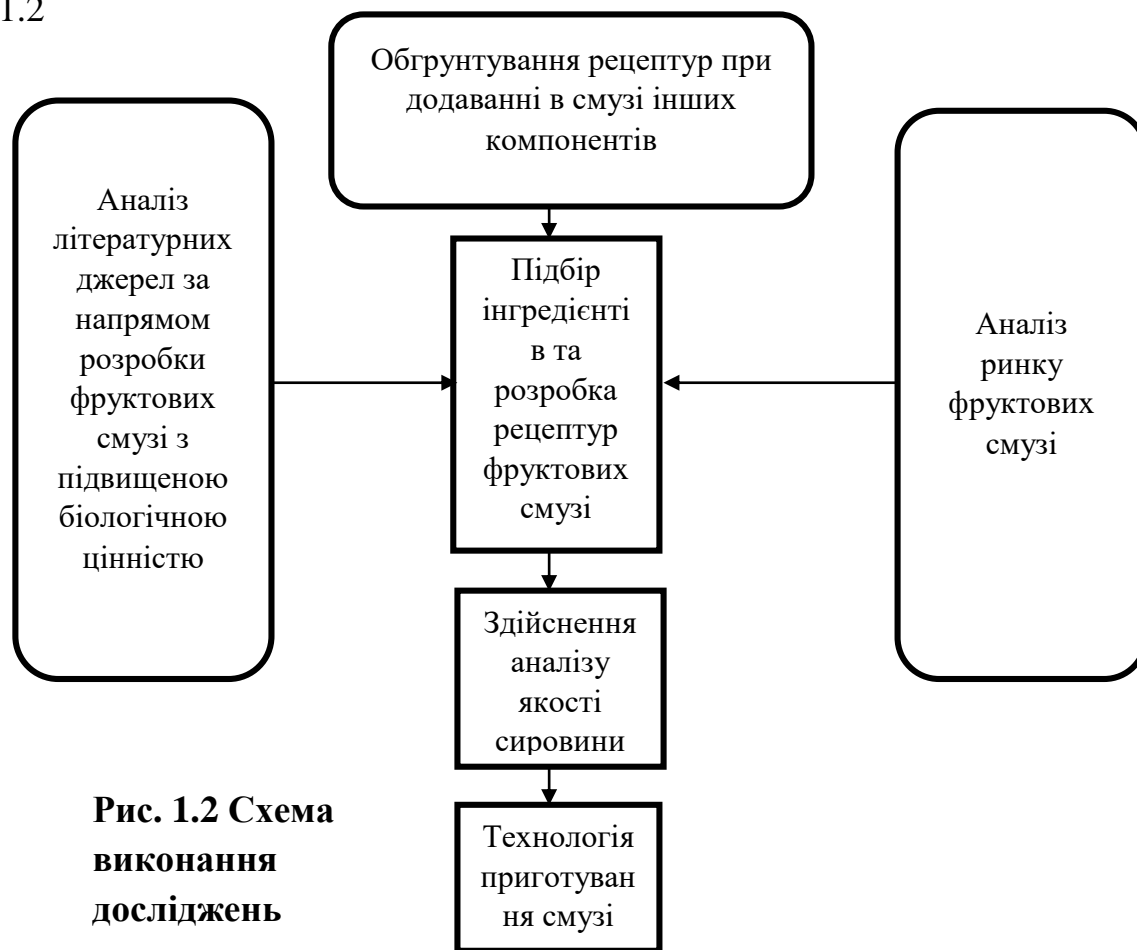 1.2
Обгрунтування рецептур при
додаванні в смузі інших
компонентів
Аналіз
літературних
джерел за
напрямом
розробки
фруктових
смузі з
підвищеною
біологічною
цінністю
Підбір
інгредієнті
в та
розробка
рецептур
фруктових
смузі
Аналіз
ринку
фруктових
смузі
Здійснення
аналізу
якості
сировини
Технологія
приготуван
ня смузі
Рис. 1.2 Схема
виконання
досліджень